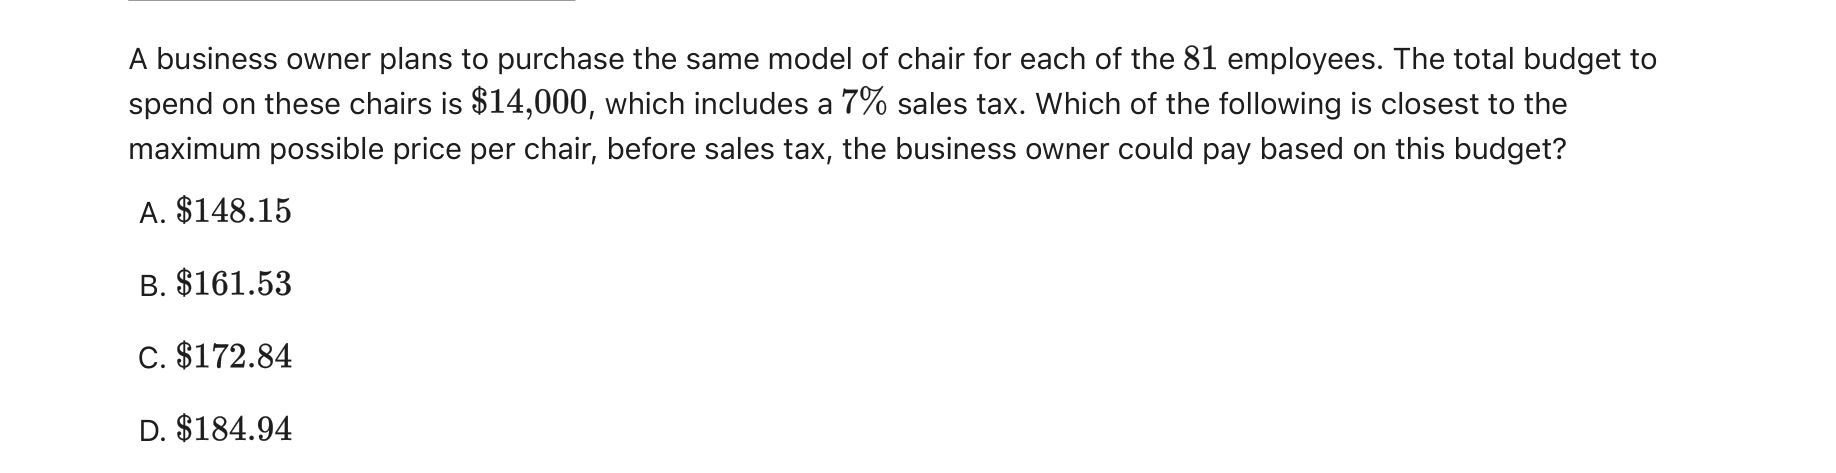 A business owner plans to purchase the same model of chair for each of the 81 employees. The total budget to
spend on these chairs is $14,000, which includes a 7% sales tax. Which of the following is closest to the
maximum possible price per chair, before sales tax, the business owner could pay based on this budget?
A. $148.15
B. $161.53
C. $172.84
D. $184.94